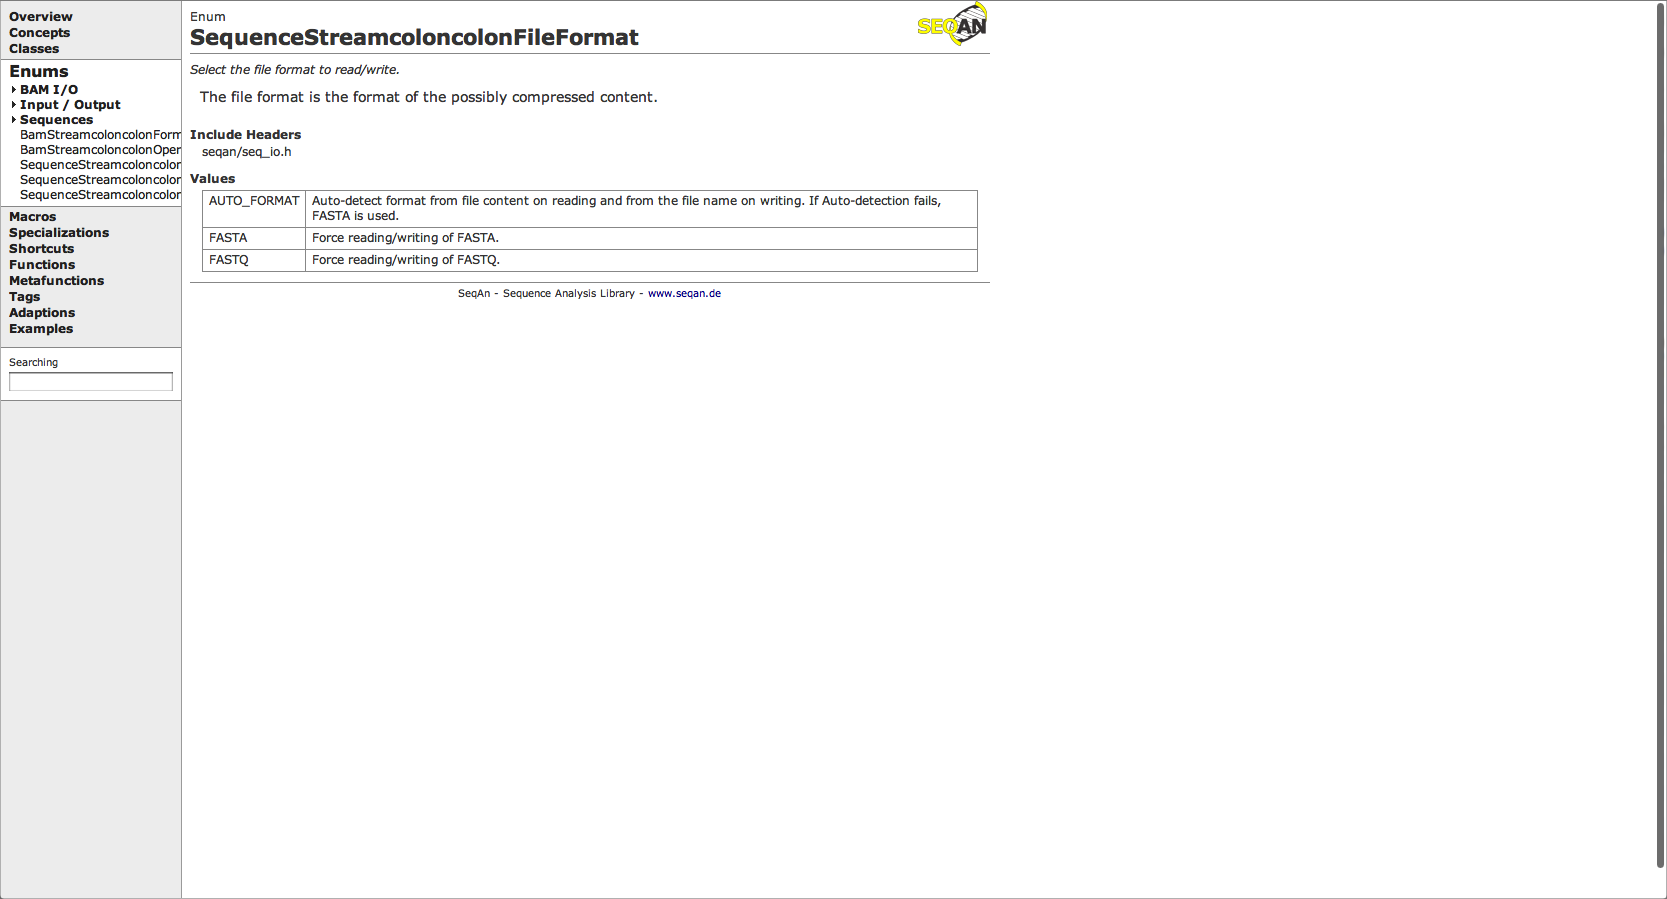 Overview
Concepts
Classes
Enums
BAM I/O
Input / Output
Sequences
BamStreamcoloncolonForm
BamStreamcoloncolonOper
SequenceStreamcoloncolor
SequenceStreamcoloncolor
SequenceStreamcoloncolor
Macros
Specializations
Shortcuts
Functions
Metafunctions
Tags
Adaptions
Examples
Searching
Enum
SEQAN
SequenceStreamcoloncolonFileFormat
Select the file format to read/write.
The file format is the format of the possibly compressed content.
Include Headers
seqan/seq_io.h
Values
AUTO_FORMAT Auto-detect format from file content on reading and from the file name on writing. If Auto-detection fails,
FASTA is used.
FASTA Force reading/writing of FASTA.
FASTQ Force reading/writing of FASTQ.
SeqAn - Sequence Analysis Library - www.seqan.de